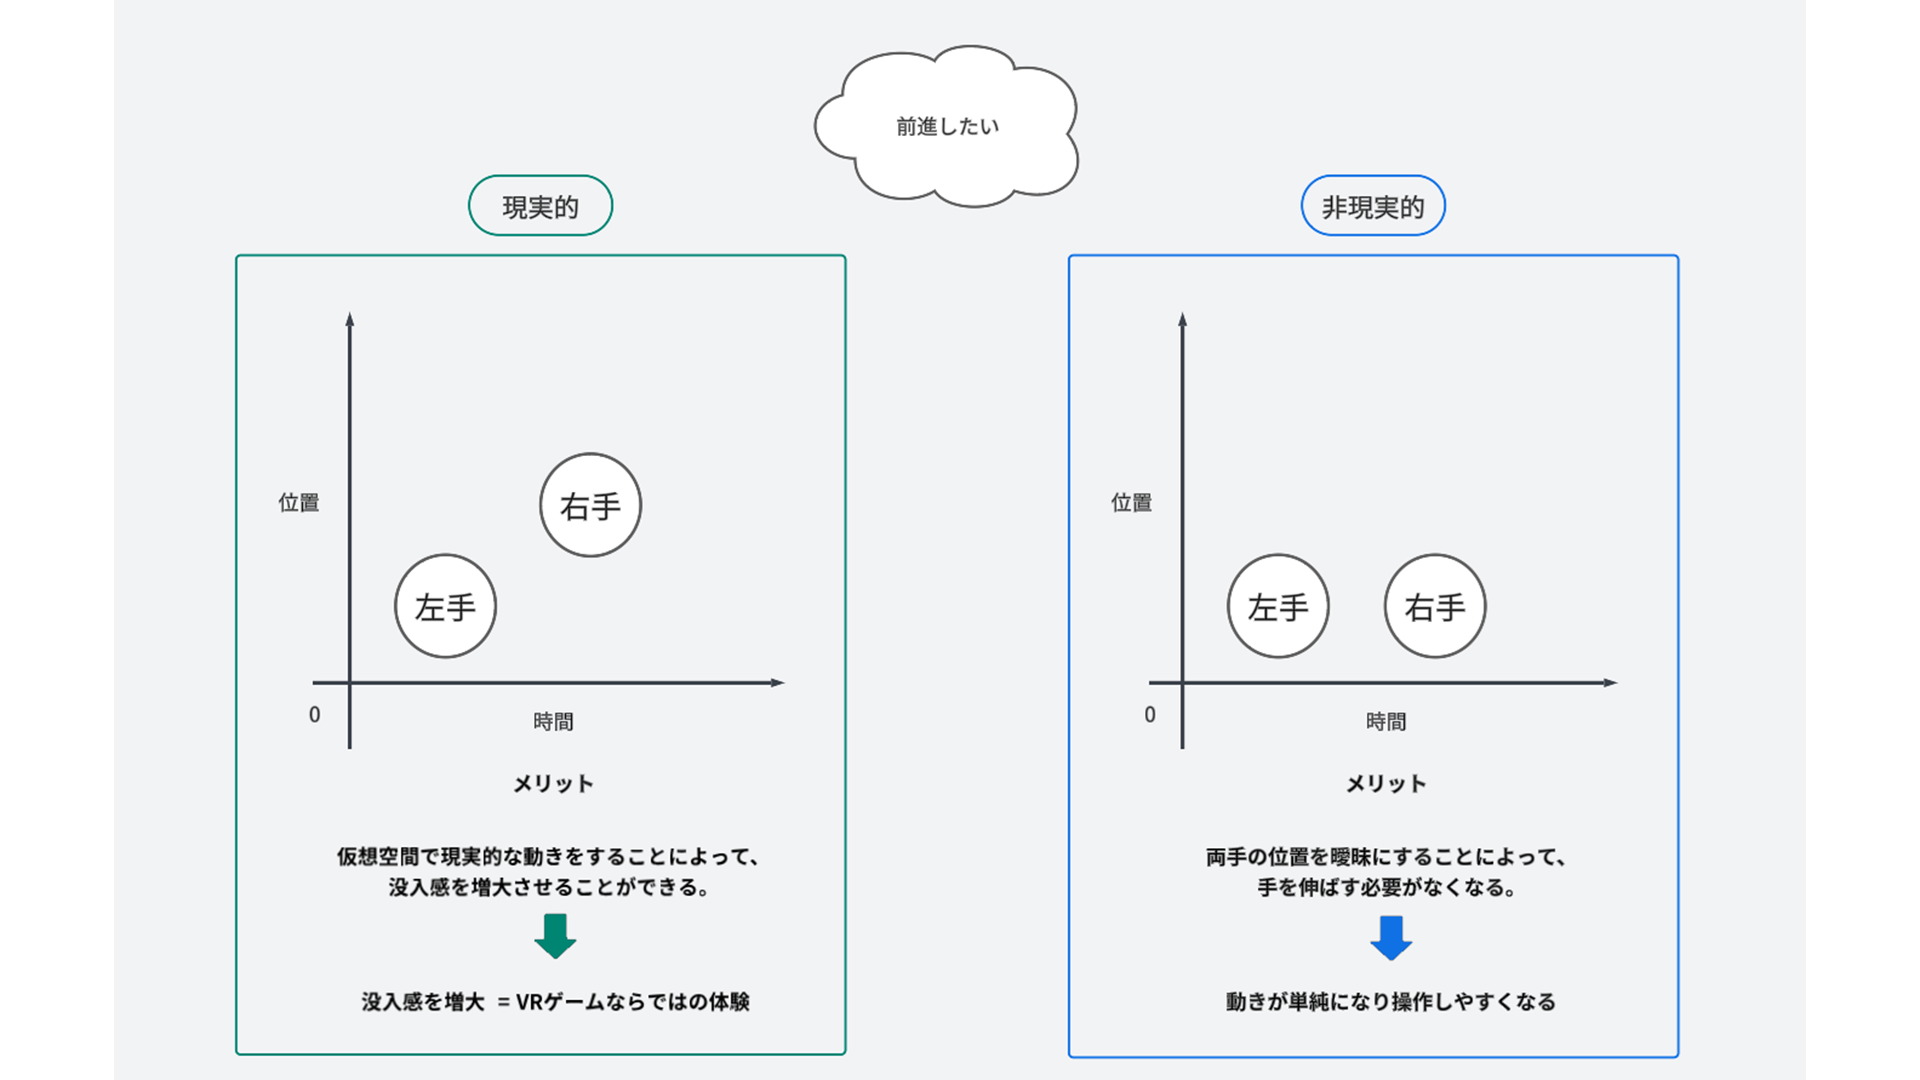 前進したい
現実的
位置
右手
左手
0
時間
メリット
仮想空間で現実的な動きをすることによって、
没入感を増大させることができる。
没入感を増大 = VRゲームならではの体験
非現実的
位置
左手
右手
0
時間
メリット
両手の位置を曖昧にすることによって、
手を伸ばす必要がなくなる。
動きが単純になり操作しやすくなる